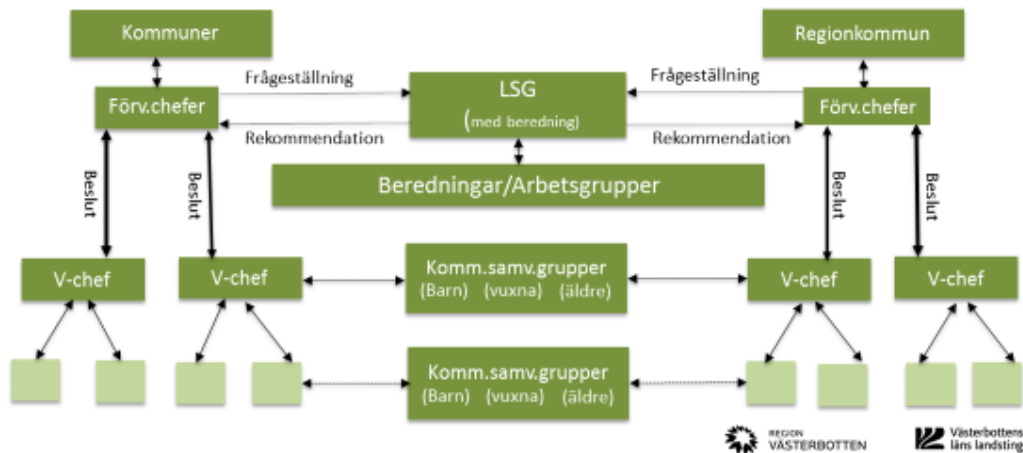 Kommuner
Regionkommun
Frågeställning
Frågeställning
LSG
(med beredning)
Förv.chefer
Förv.chefer
Rekommendation
Rekommendation
Beredningar/Arbetsgrupper
Beslut
Beslut
Beslut
Beslut
V-chef
V-chef
Komm.samv.grupper
(Barn) (vuxna) (äldre)
V-chef
V-chef
Komm.samv.grupper
(Barn) (vuxna) (äldre)
REGION
VÄSTERBOTTEN
Västerbottens
läns landsting